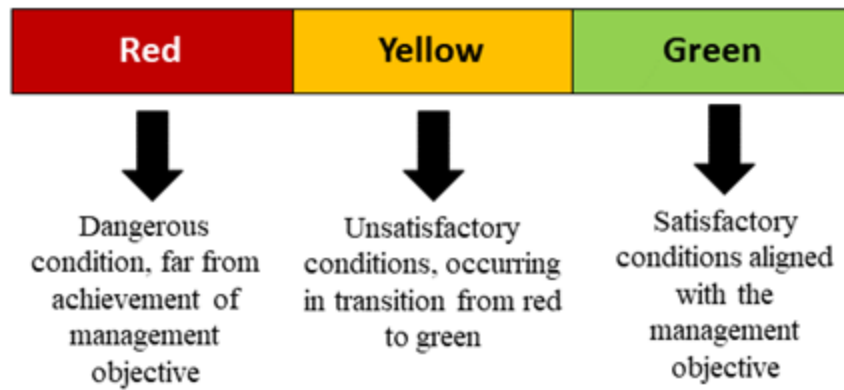 Red
Yellow
Green
Dangerous
condition, far from
achievement of
management
objective
Unsatisfactory
conditions, occurring
in transition from red
to green
Satisfactory
conditions aligned
with the
management
objective